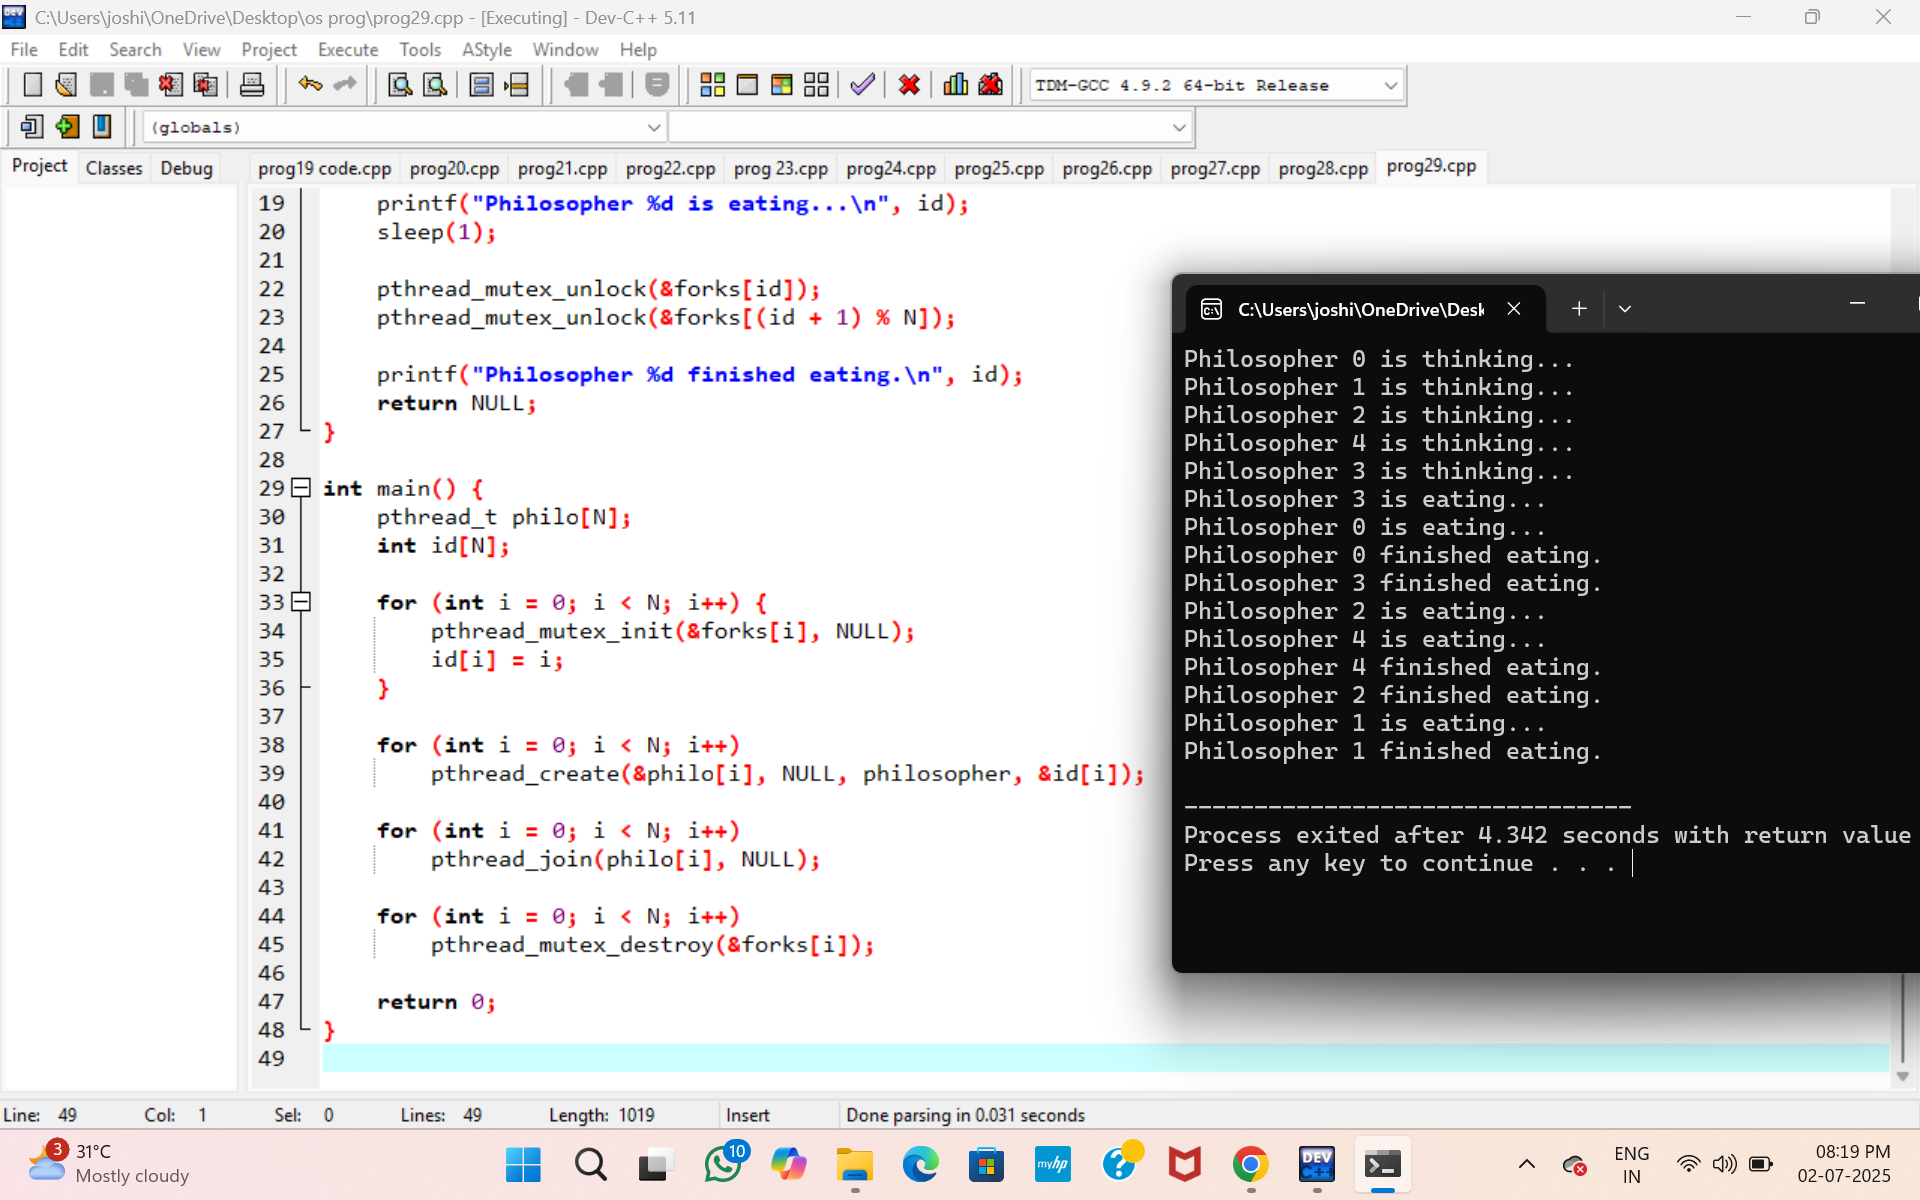 C:\Users\joshi\OneDrive\Desktop\os prog\prog29.cpp - [Executing] - Dev-C++ 5.11
File Edit Search View Project Execute Tools AStyle Window Help
TDM-GCC 4.9.2 64-bit Release
(globals)
Project Classes Debug
prog19 code.cpp prog20.cpp prog21.cpp prog22.cpp prog 23.cpp prog24.cpp prog25.cpp prog26.cpp prog27.cpp prog28.cpp prog29.cpp
19 printf("Philosopher %d is eating...\n", id);
20 sleep(1);
21
22 pthread_mutex_unlock(&forks[id]);
23 pthread_mutex_unlock(&forks[(id + 1) % N]);
24
25 printf("Philosopher %d finished eating.\n", id);
26 return NULL;
27 }
28
29 int main() {
30 pthread_t philo[N];
31 int id[N];
32
33 for (int i = 0; i < N; i++) {
34 pthread_mutex_init(&forks[i], NULL);
35 id[i] = i;
36 }
37
38 for (int i = 0; i < N; i++)
39 pthread_create(&philo[i], NULL, philosopher, &id[i]);
40
41 for (int i = 0; i < N; i++)
42 pthread_join(philo[i], NULL);
43
44 for (int i = 0; i < N; i++)
45 pthread_mutex_destroy(&forks[i]);
46
47 return 0;
48 }
49
C:\Users\joshi\OneDrive\Desk
Philosopher 0 is thinking...
Philosopher 1 is thinking...
Philosopher 2 is thinking...
Philosopher 4 is thinking...
Philosopher 3 is thinking...
Philosopher 3 is eating...
Philosopher 0 is eating...
Philosopher 0 finished eating.
Philosopher 3 finished eating.
Philosopher 2 is eating...
Philosopher 4 is eating...
Philosopher 4 finished eating.
Philosopher 2 finished eating.
Philosopher 1 is eating...
Philosopher 1 finished eating.
--------------------------------
Process exited after 4.342 seconds with return value
Press any key to continue . . .
Line: 49 Col: 1 Sel: 0 Lines: 49 Length: 1019 Insert Done parsing in 0.031 seconds
3
31°C
Mostly cloudy
10
myhp
DEV
C++
ENG
IN
08:19 PM
02-07-2025